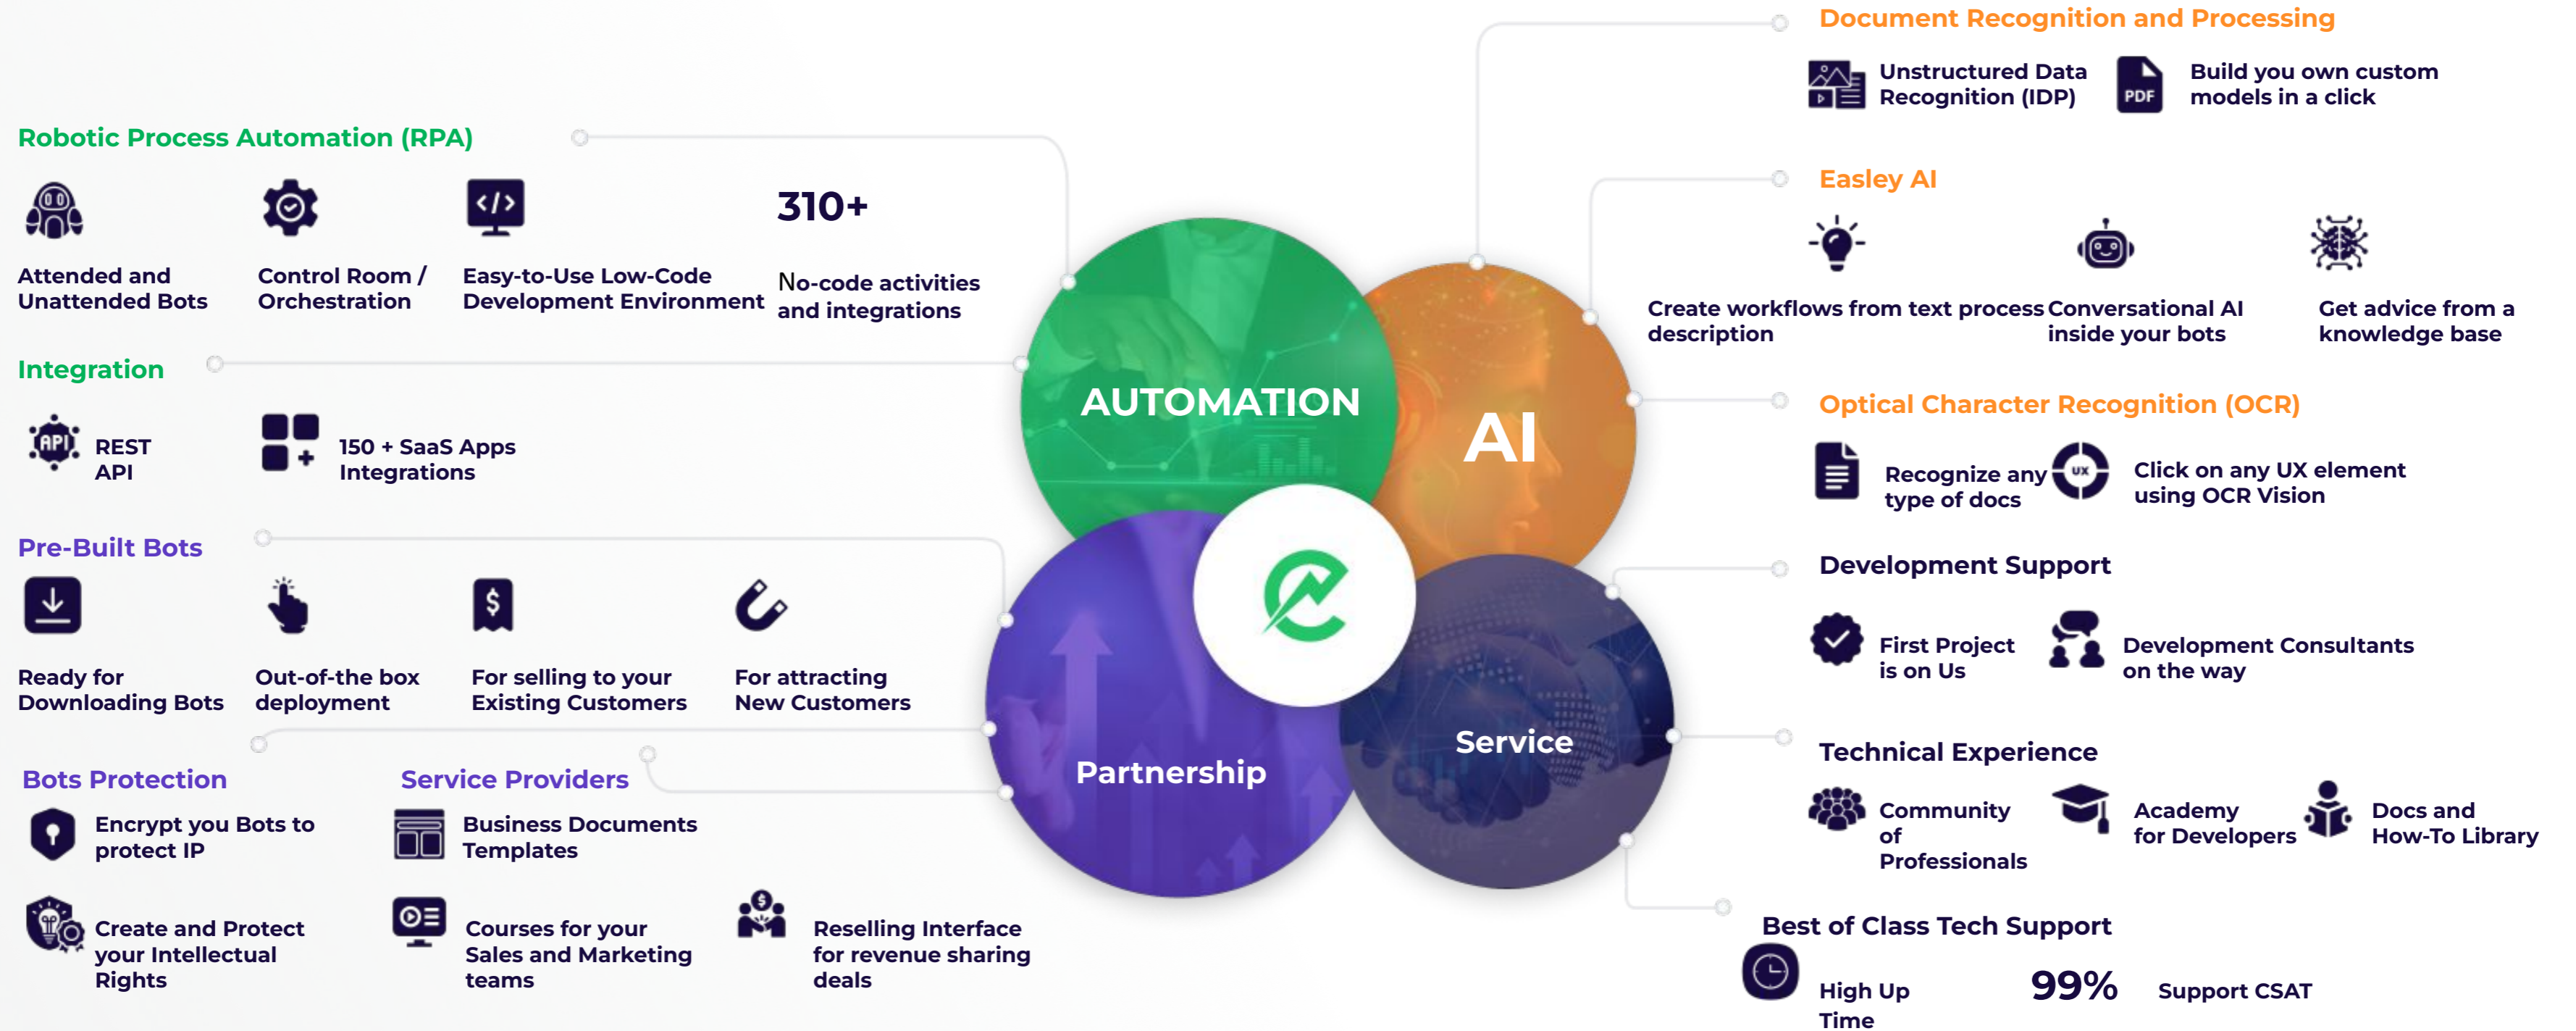 Robotic Process Automation (RPA)
Attended and
Unattended Bots
Control Room /
Orchestration
Easy-to-Use Low-Code
Development Environment
310+
No-code activities
and integrations
Integration
API
REST
API
150 + SaaS Apps
Integrations
Pre-Built Bots
Ready for
Downloading Bots
Out-of-the box
deployment
For selling to your
Existing Customers
For attracting
New Customers
Bots Protection
Encrypt you Bots to
protect IP
Create and Protect
your Intellectual
Rights
Service Providers
Business Documents
Templates
Courses for your
Sales and Marketing
teams
Reselling Interface
for revenue sharing
deals
AUTOMATION
AI
Partnership
Service
Document Recognition and Processing
Unstructured Data
Recognition (IDP)
PDF
Build you own custom
models in a click
Easley AI
Create workflows from text process
description
Conversational AI
inside your bots
Get advice from a
knowledge base
Optical Character Recognition (OCR)
Recognize any
type of docs
UX
Click on any UX element
using OCR Vision
Development Support
First Project
is on Us
Development Consultants
on the way
Technical Experience
Community
of
Professionals
Academy
for Developers
Docs and
How-To Library
Best of Class Tech Support
High Up
Time
99%
Support CSAT